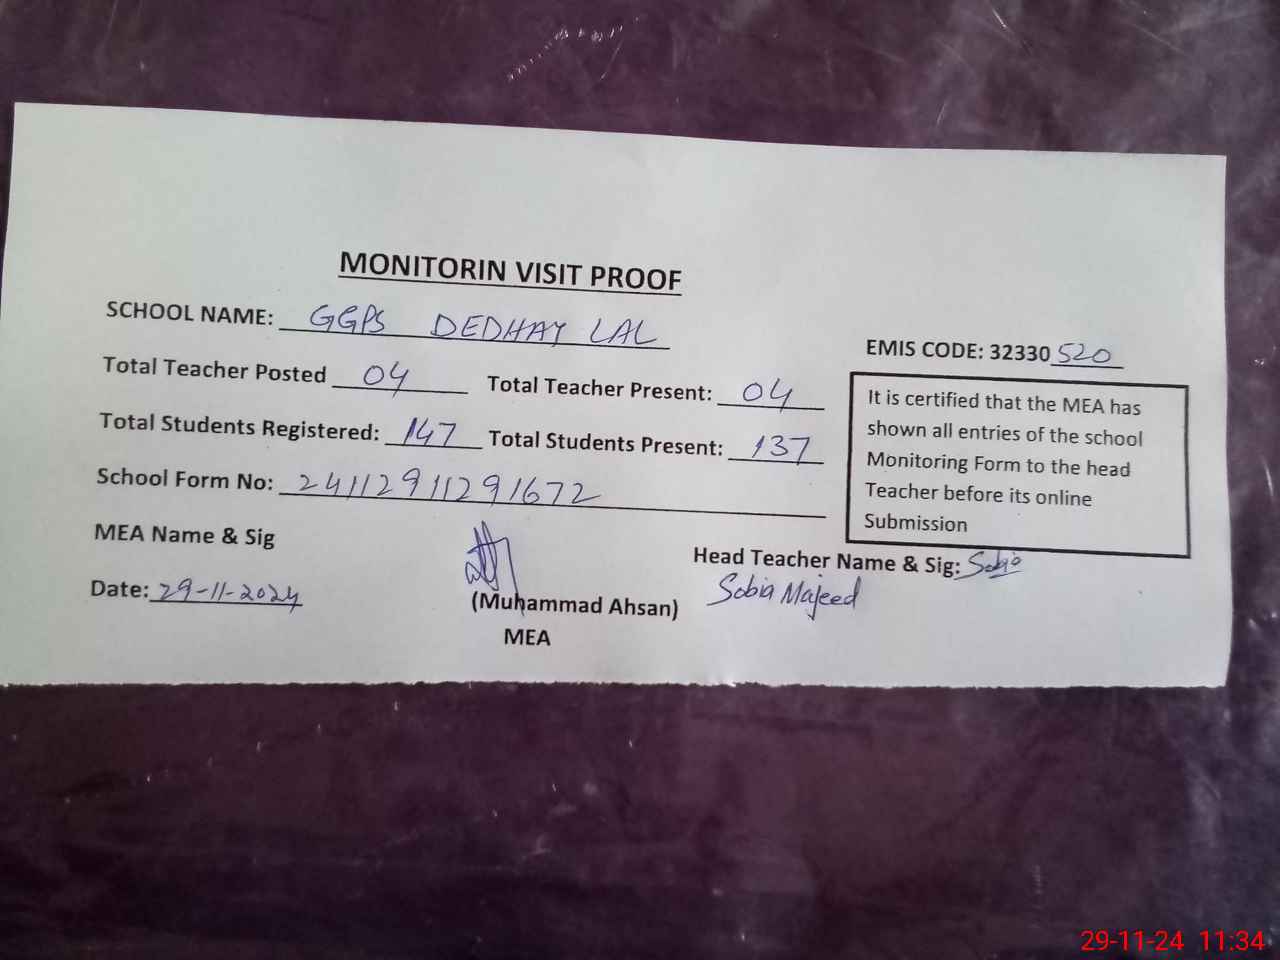 MONITORIN VISIT PROOF
SCHOOL NAME: GGPS DEDHAY LAL
EMIS CODE: 32330520
Total Teacher Posted 04 Total Teacher Present: 04
Total Students Registered: 147 Total Students Present: 137
School Form No: 24112911291672
It is certified that the MEA has
shown all entries of the school
Monitoring Form to the head
Teacher before its online
Submission
MEA Name & Sig
Head Teacher Name & Sig: Sobia
Sobia Majeed
Date: 29-11-2024
(Muhammad Ahsan)
MEA
29-11-24 11:34